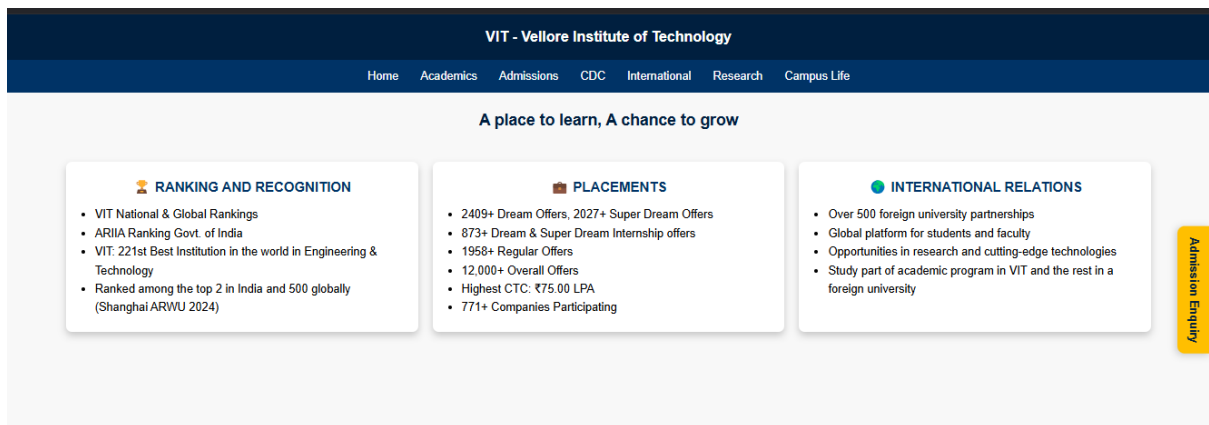 VIT - Vellore Institute of Technology
Home Academics Admissions CDC International Research Campus Life
A place to learn, A chance to grow
🏆 RANKING AND RECOGNITION
• VIT National & Global Rankings
• ARIIA Ranking Govt. of India
• VIT: 221st Best Institution in the world in Engineering &
Technology
• Ranked among the top 2 in India and 500 globally
(Shanghai ARWU 2024)
💼 PLACEMENTS
• 2409+ Dream Offers, 2027+ Super Dream Offers
• 873+ Dream & Super Dream Internship offers
• 1958+ Regular Offers
• 12,000+ Overall Offers
• Highest CTC: ₹75.00 LPA
• 771+ Companies Participating
🌍 INTERNATIONAL RELATIONS
• Over 500 foreign university partnerships
• Global platform for students and faculty
• Opportunities in research and cutting-edge technologies
• Study part of academic program in VIT and the rest in a
foreign university
Admission Enquiry